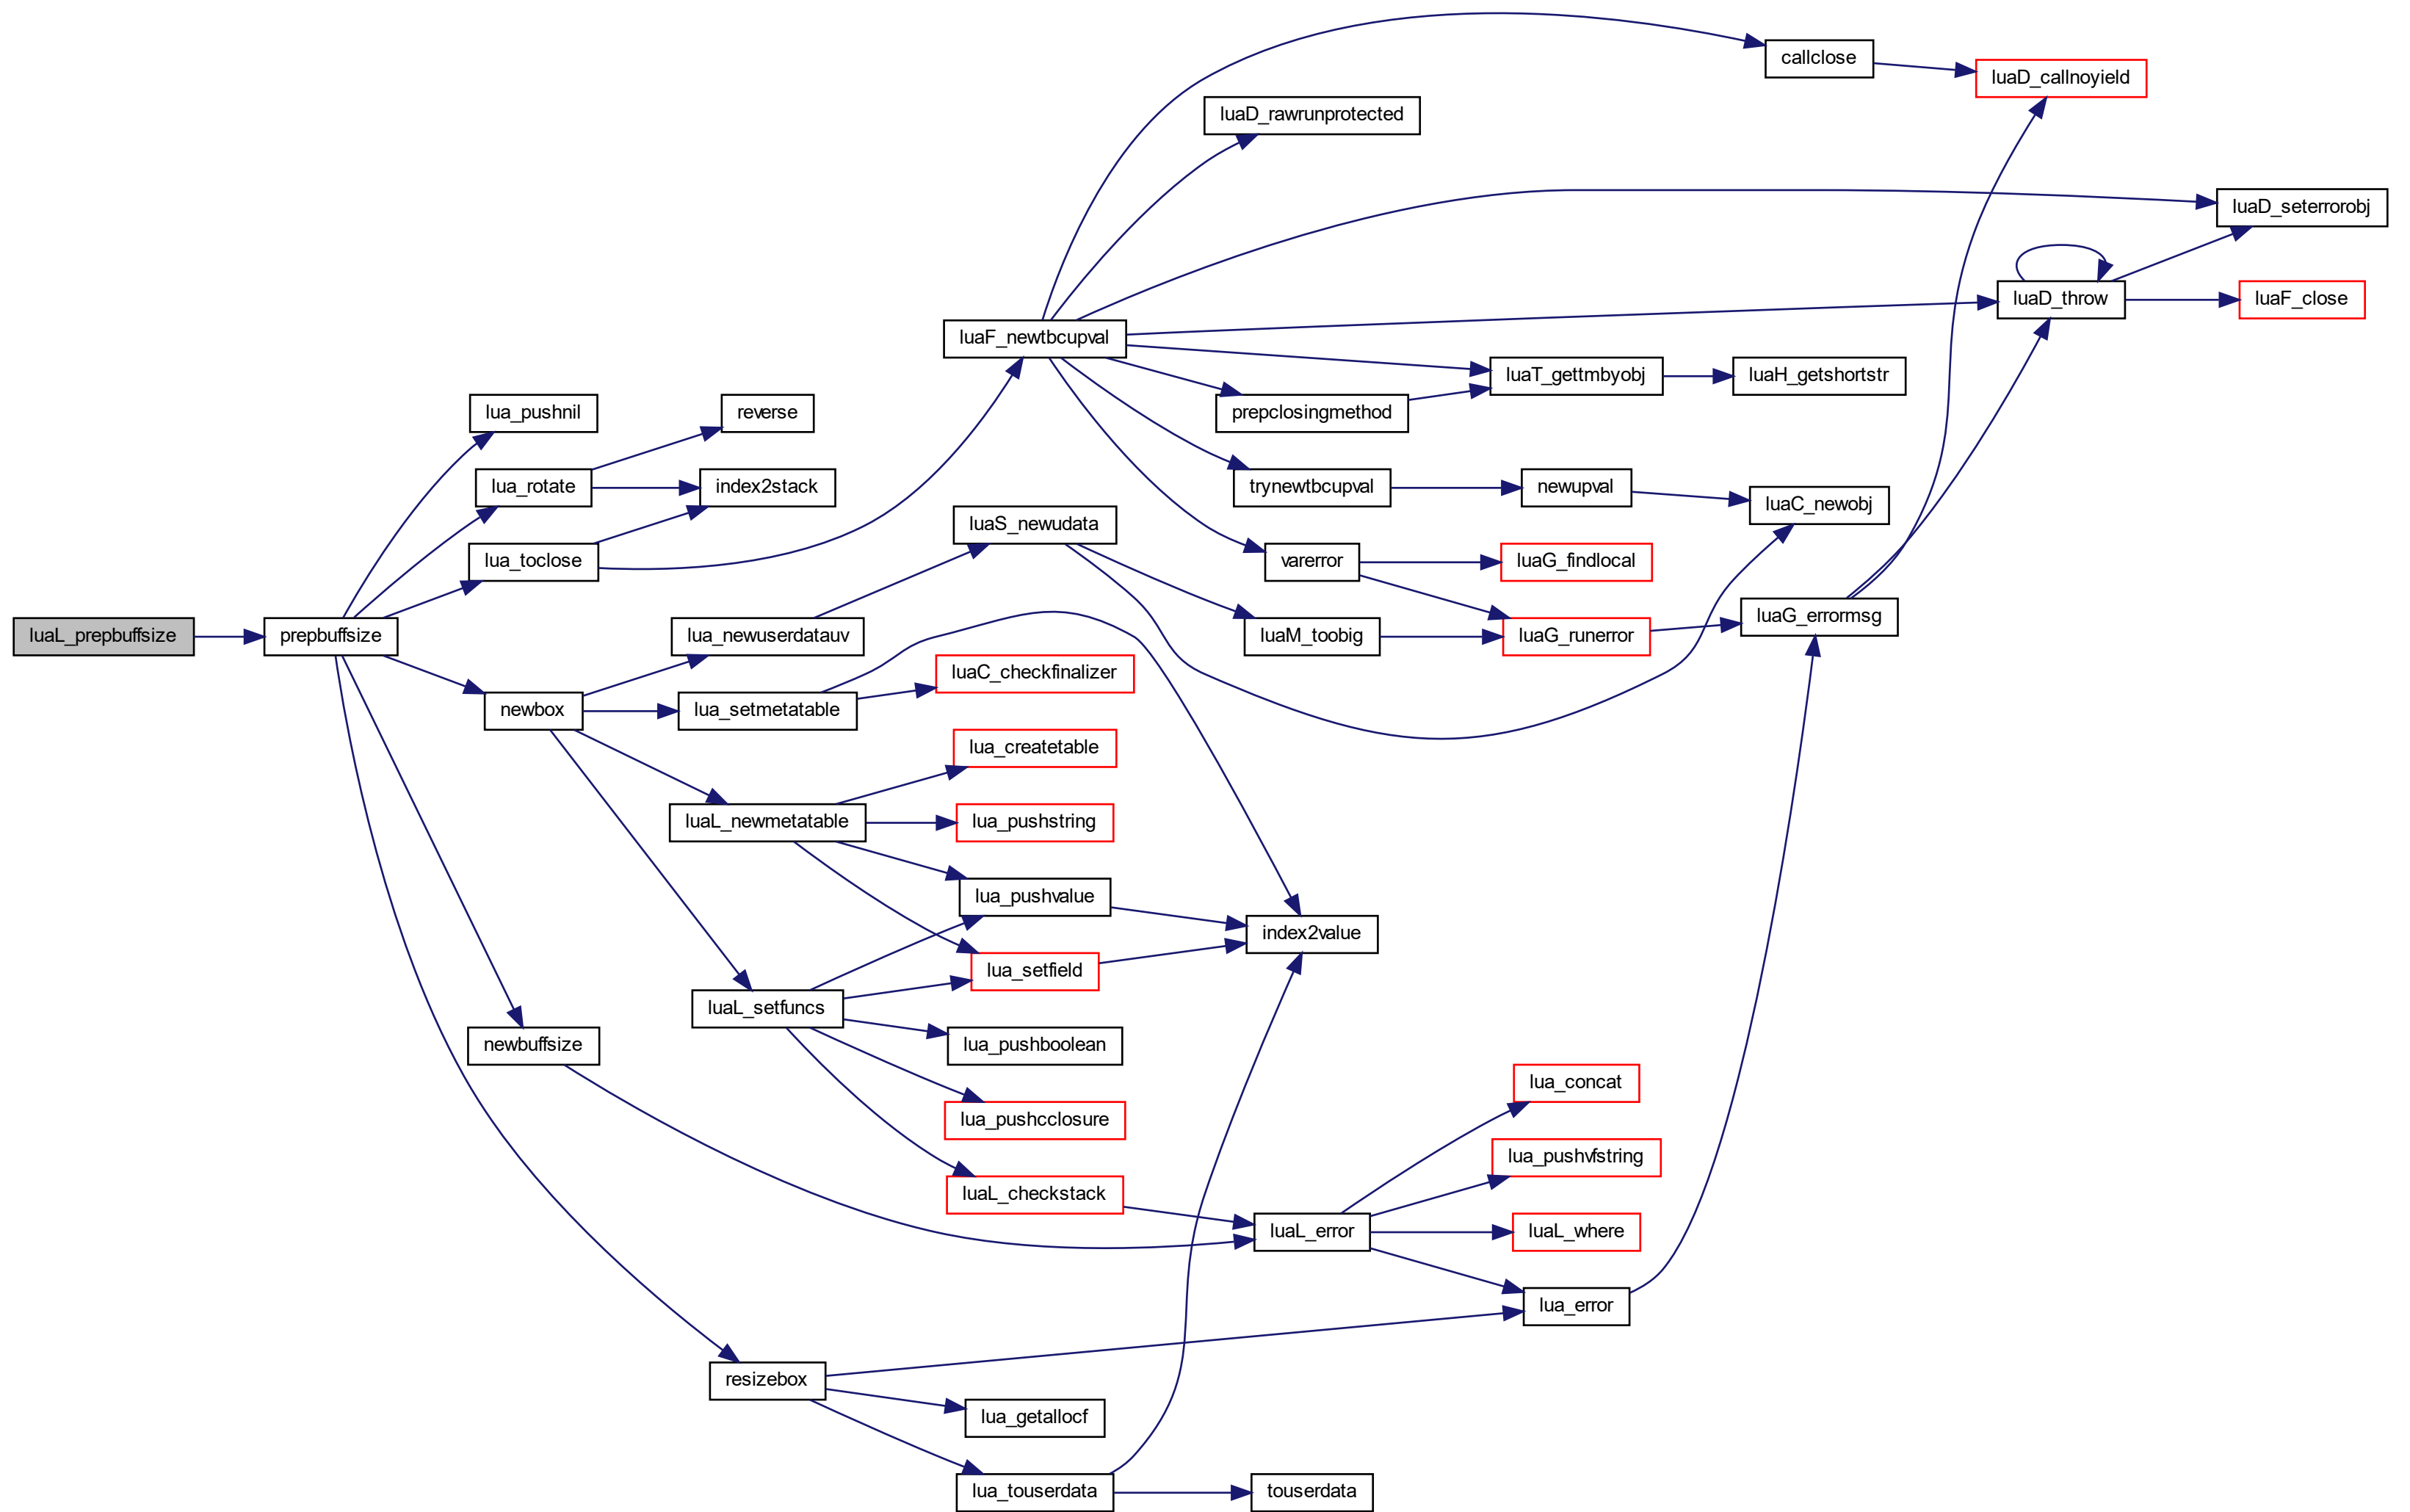 callclose
luaD_callnoyield
luaD_rawrunprotected
luaD_seterrorobj
luaD_throw
luaF_close
luaF_newtbcupval
luaT_gettmbyobj
luaH_getshortstr
lua_pushnil
reverse
prepclosingmethod
lua_rotate
index2stack
trynewtbcupval
newupval
luaC_newobj
luaS_newudata
lua_toclose
varerror
luaG_findlocal
luaL_prepbuffsize
prepbuffsize
lua_newuserdatauv
luaM_toobig
luaG_runerror
luaG_errormsg
luaC_checkfinalizer
newbox
lua_setmetatable
lua_createtable
luaL_newmetatable
lua_pushstring
lua_pushvalue
index2value
lua_setfield
luaL_setfuncs
newbuffsize
lua_pushboolean
lua_concat
lua_pushcclosure
lua_pushvfstring
luaL_checkstack
luaL_error
luaL_where
lua_error
resizebox
lua_getallocf
lua_touserdata
touserdata